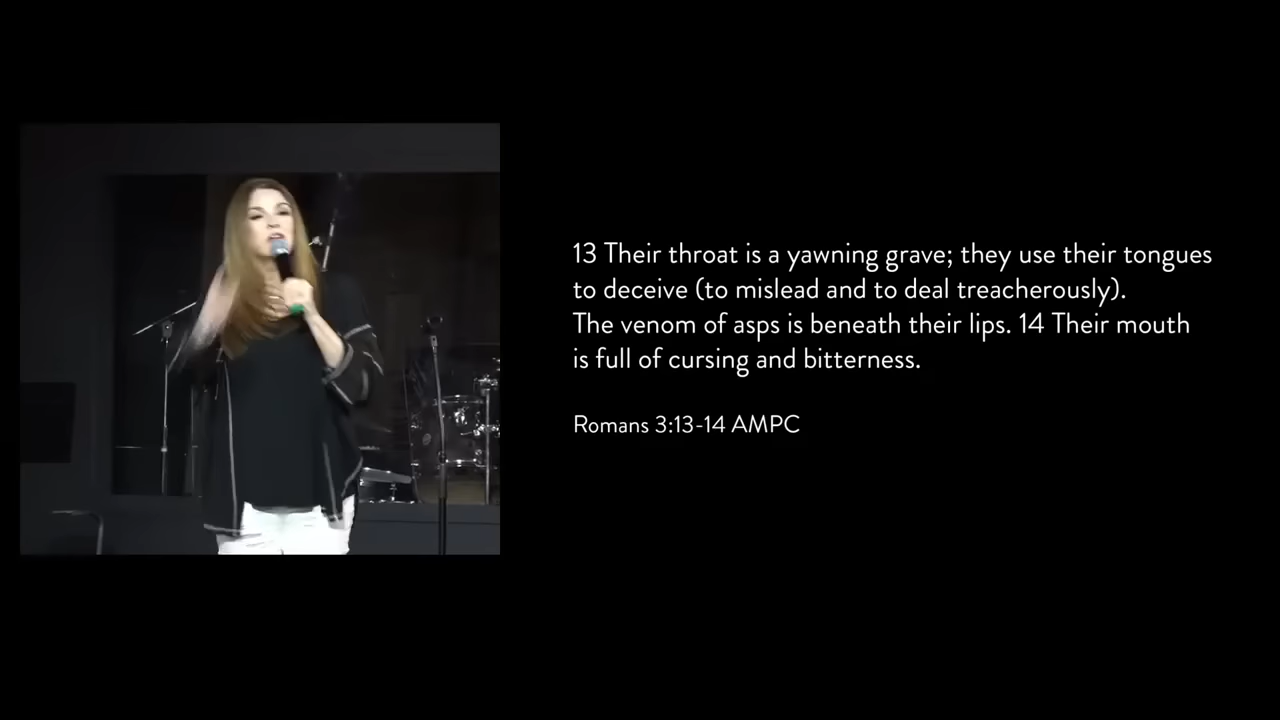 13 Their throat is a yawning grave; they use their tongues
to deceive (to mislead and to deal treacherously).
The venom of asps is beneath their lips. 14 Their mouth
is full of cursing and bitterness.
Romans 3:13-14 AMPC